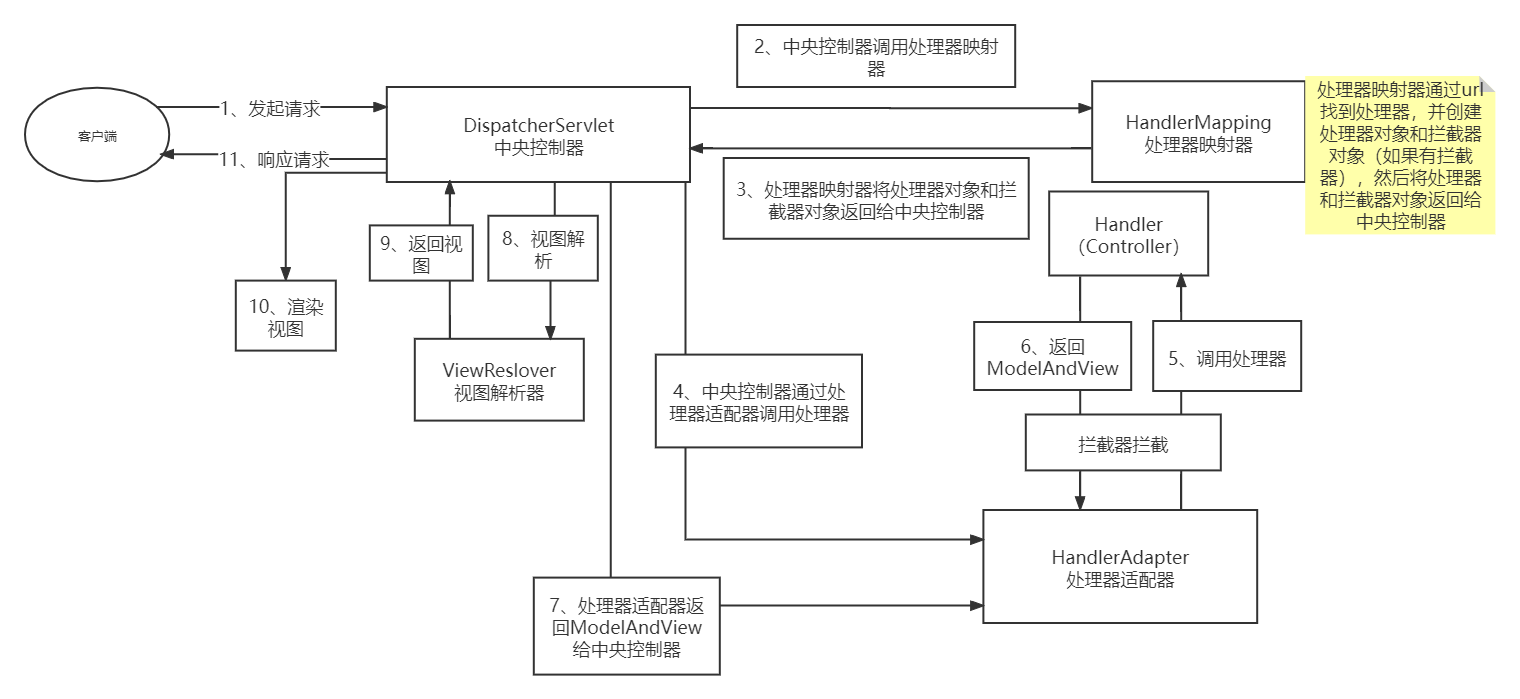 2、中央控制器调用处理器映射
器
客户端
1、发起请求
11、响应请求
DispatcherServlet
中央控制器
HandlerMapping
处理器映射器
处理器映射器通过url
找到处理器，并创建
处理器对象和拦截器
对象（如果有拦截
器），然后将处理器
和拦截器对象返回给
中央控制器
3、处理器映射器将处理器对象和拦
截器对象返回给中央控制器
Handler
（Controller）
9、返回视
图
8、视图解
析
10、渲染
视图
ViewReslover
视图解析器
6、返回
ModelAndView
5、调用处理器
4、中央控制器通过处
理器适配器调用处理器
拦截器拦截
HandlerAdapter
处理器适配器
7、处理器适配器返
回ModelAndView
给中央控制器